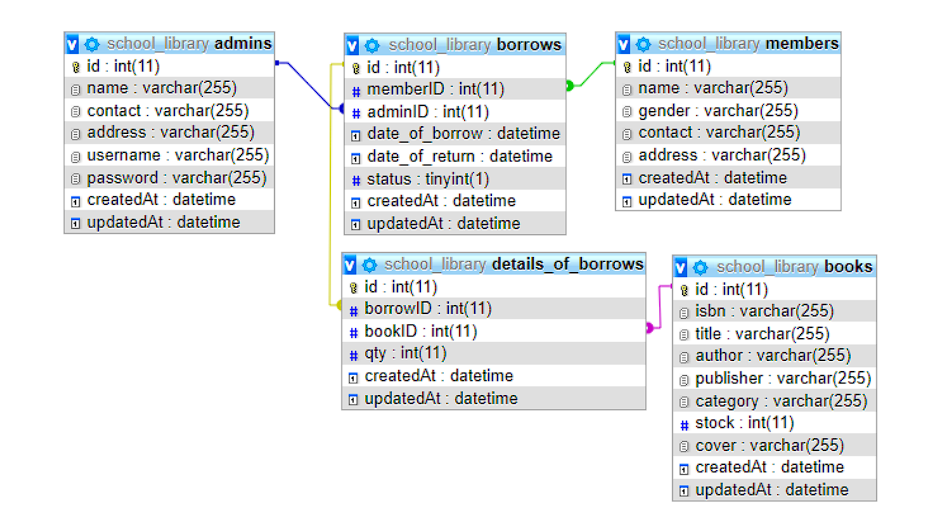 school_library admins
id : int(11)
name : varchar(255)
contact : varchar(255)
address : varchar(255)
username : varchar(255)
password : varchar(255)
createdAt : datetime
updatedAt : datetime
school_library borrows
id : int(11)
memberID : int(11)
adminID : int(11)
date_of_borrow : datetime
date_of_return : datetime
status : tinyint(1)
createdAt : datetime
updatedAt : datetime
school_library members
id : int(11)
name : varchar(255)
gender : varchar(255)
contact : varchar(255)
address : varchar(255)
createdAt : datetime
updatedAt : datetime
school_library details_of_borrows
id : int(11)
borrowID : int(11)
bookID : int(11)
qty : int(11)
createdAt : datetime
updatedAt : datetime
school_library books
id : int(11)
isbn : varchar(255)
title : varchar(255)
author : varchar(255)
publisher : varchar(255)
category : varchar(255)
stock : int(11)
cover : varchar(255)
createdAt : datetime
updatedAt : datetime